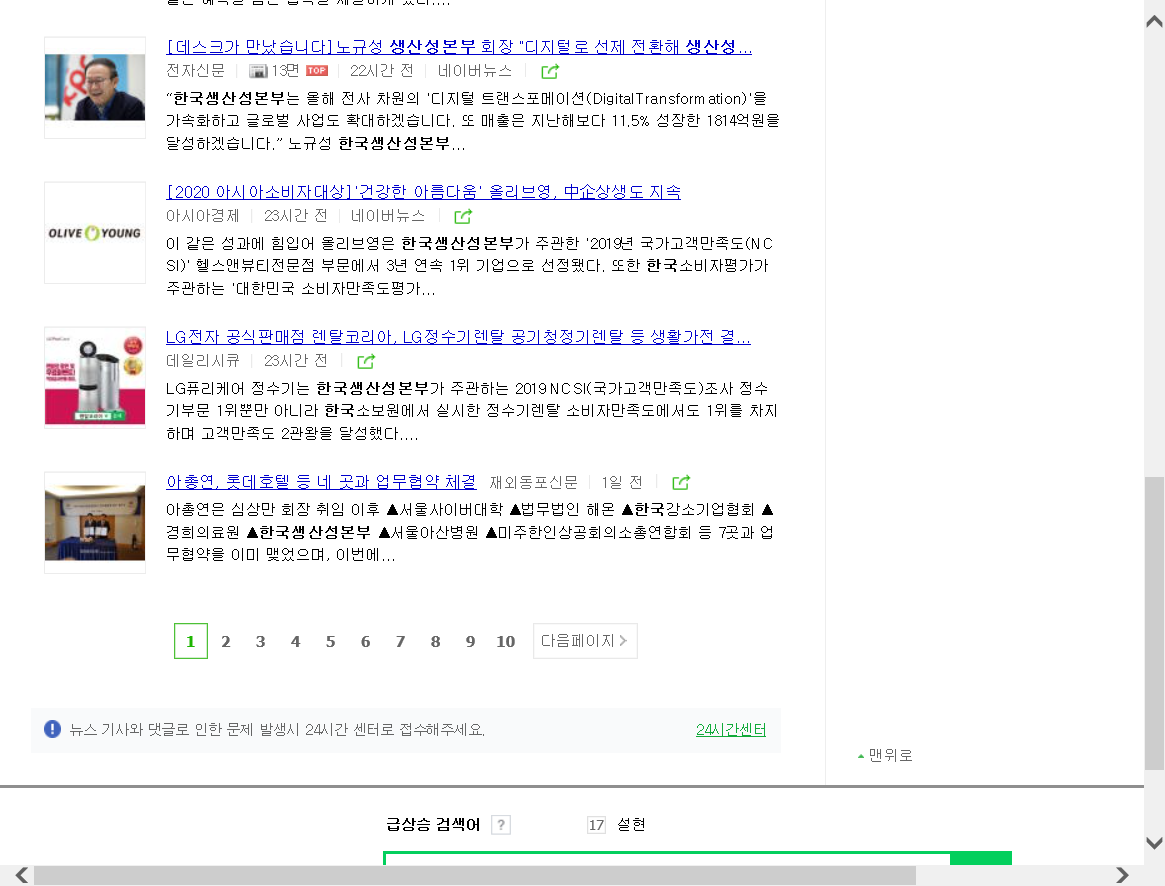 [데스크가 만났습니다]노규성 생산성본부 회장 "디지털로 선제 전환해 생산성...
전자신문 13면 TOP 22시간 전 네이버뉴스
“한국생산성본부는 올해 전사 차원의 '디지털 트랜스포메이션(DigitalTransformation)'을
가속화하고 글로벌 사업도 확대하겠습니다. 또 매출은 지난해보다 11.5% 성장한 1814억원을
달성하겠습니다.” 노규성 한국생산성본부...
[2020 아시아소비자대상]'건강한 아름다움' 올리브영, 中企상생도 지속
아시아경제 23시간 전 네이버뉴스
OLIVE YOUNG
이 같은 성과에 힘입어 올리브영은 한국생산성본부가 주관한 '2019년 국가고객만족도(NC
SI)' 헬스앤뷰티전문점 부문에서 3년 연속 1위 기업으로 선정됐다. 또한 한국소비자평가가
주관하는 '대한민국 소비자만족도평가...
LG전자 공식판매점 렌탈코리아, LG정수기렌탈 공기청정기렌탈 등 생활가전 결...
데일리시큐 23시간 전
LG퓨리케어 정수기는 한국생산성본부가 주관하는 2019 NCSI(국가고객만족도)조사 정수
기부문 1위뿐만 아니라 한국소보원에서 실시한 정수기렌탈 소비자만족도에서도 1위를 차지
하며 고객만족도 2관왕을 달성했다....
아총연, 롯데호텔 등 네 곳과 업무협약 체결 재외동포신문 1일 전
아총연은 심상만 회장 취임 이후 ▲서울사이버대학 ▲법무법인 해온 ▲한국강소기업협회 ▲
경희의료원 ▲한국생산성본부 ▲서울아산병원 ▲미주한인상공회의소총연합회 등 7곳과 업
무협약을 이미 맺었으며, 이번에...
1 2 3 4 5 6 7 8 9 10 다음페이지
뉴스 기사와 댓글로 인한 문제 발생시 24시간 센터로 접수해주세요. 24시간센터
맨위로
급상승 검색어 ? 17 설현